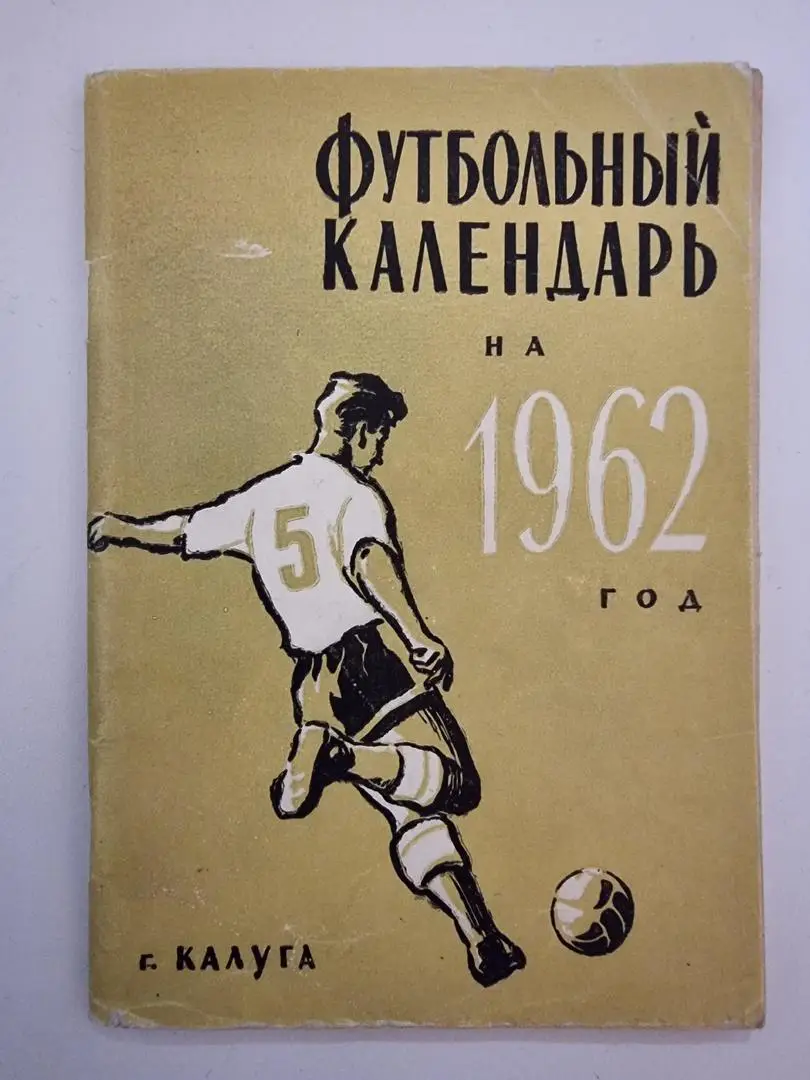 ФУТБОЛЬНЫЙ
КАЛЕНДАРЬ
НА
1962
ГОД
5
г. КАЛУГА